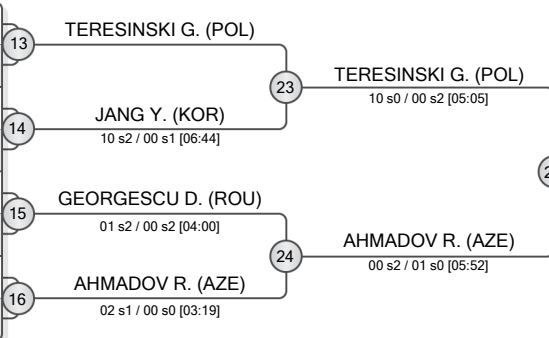 TERESINSKI G. (POL)
13
23
TERESINSKI G. (POL)
10 s0 / 00 s2 [05:05]
JANG Y. (KOR)
14
10 s2 / 00 s1 [06:44]
GEORGESCU D. (ROU)
15
01 s2 / 00 s2 [04:00]
24
AHMADOV R. (AZE)
00 s2 / 01 s0 [05:52]
AHMADOV R. (AZE)
16
02 s1 / 00 s0 [03:19]